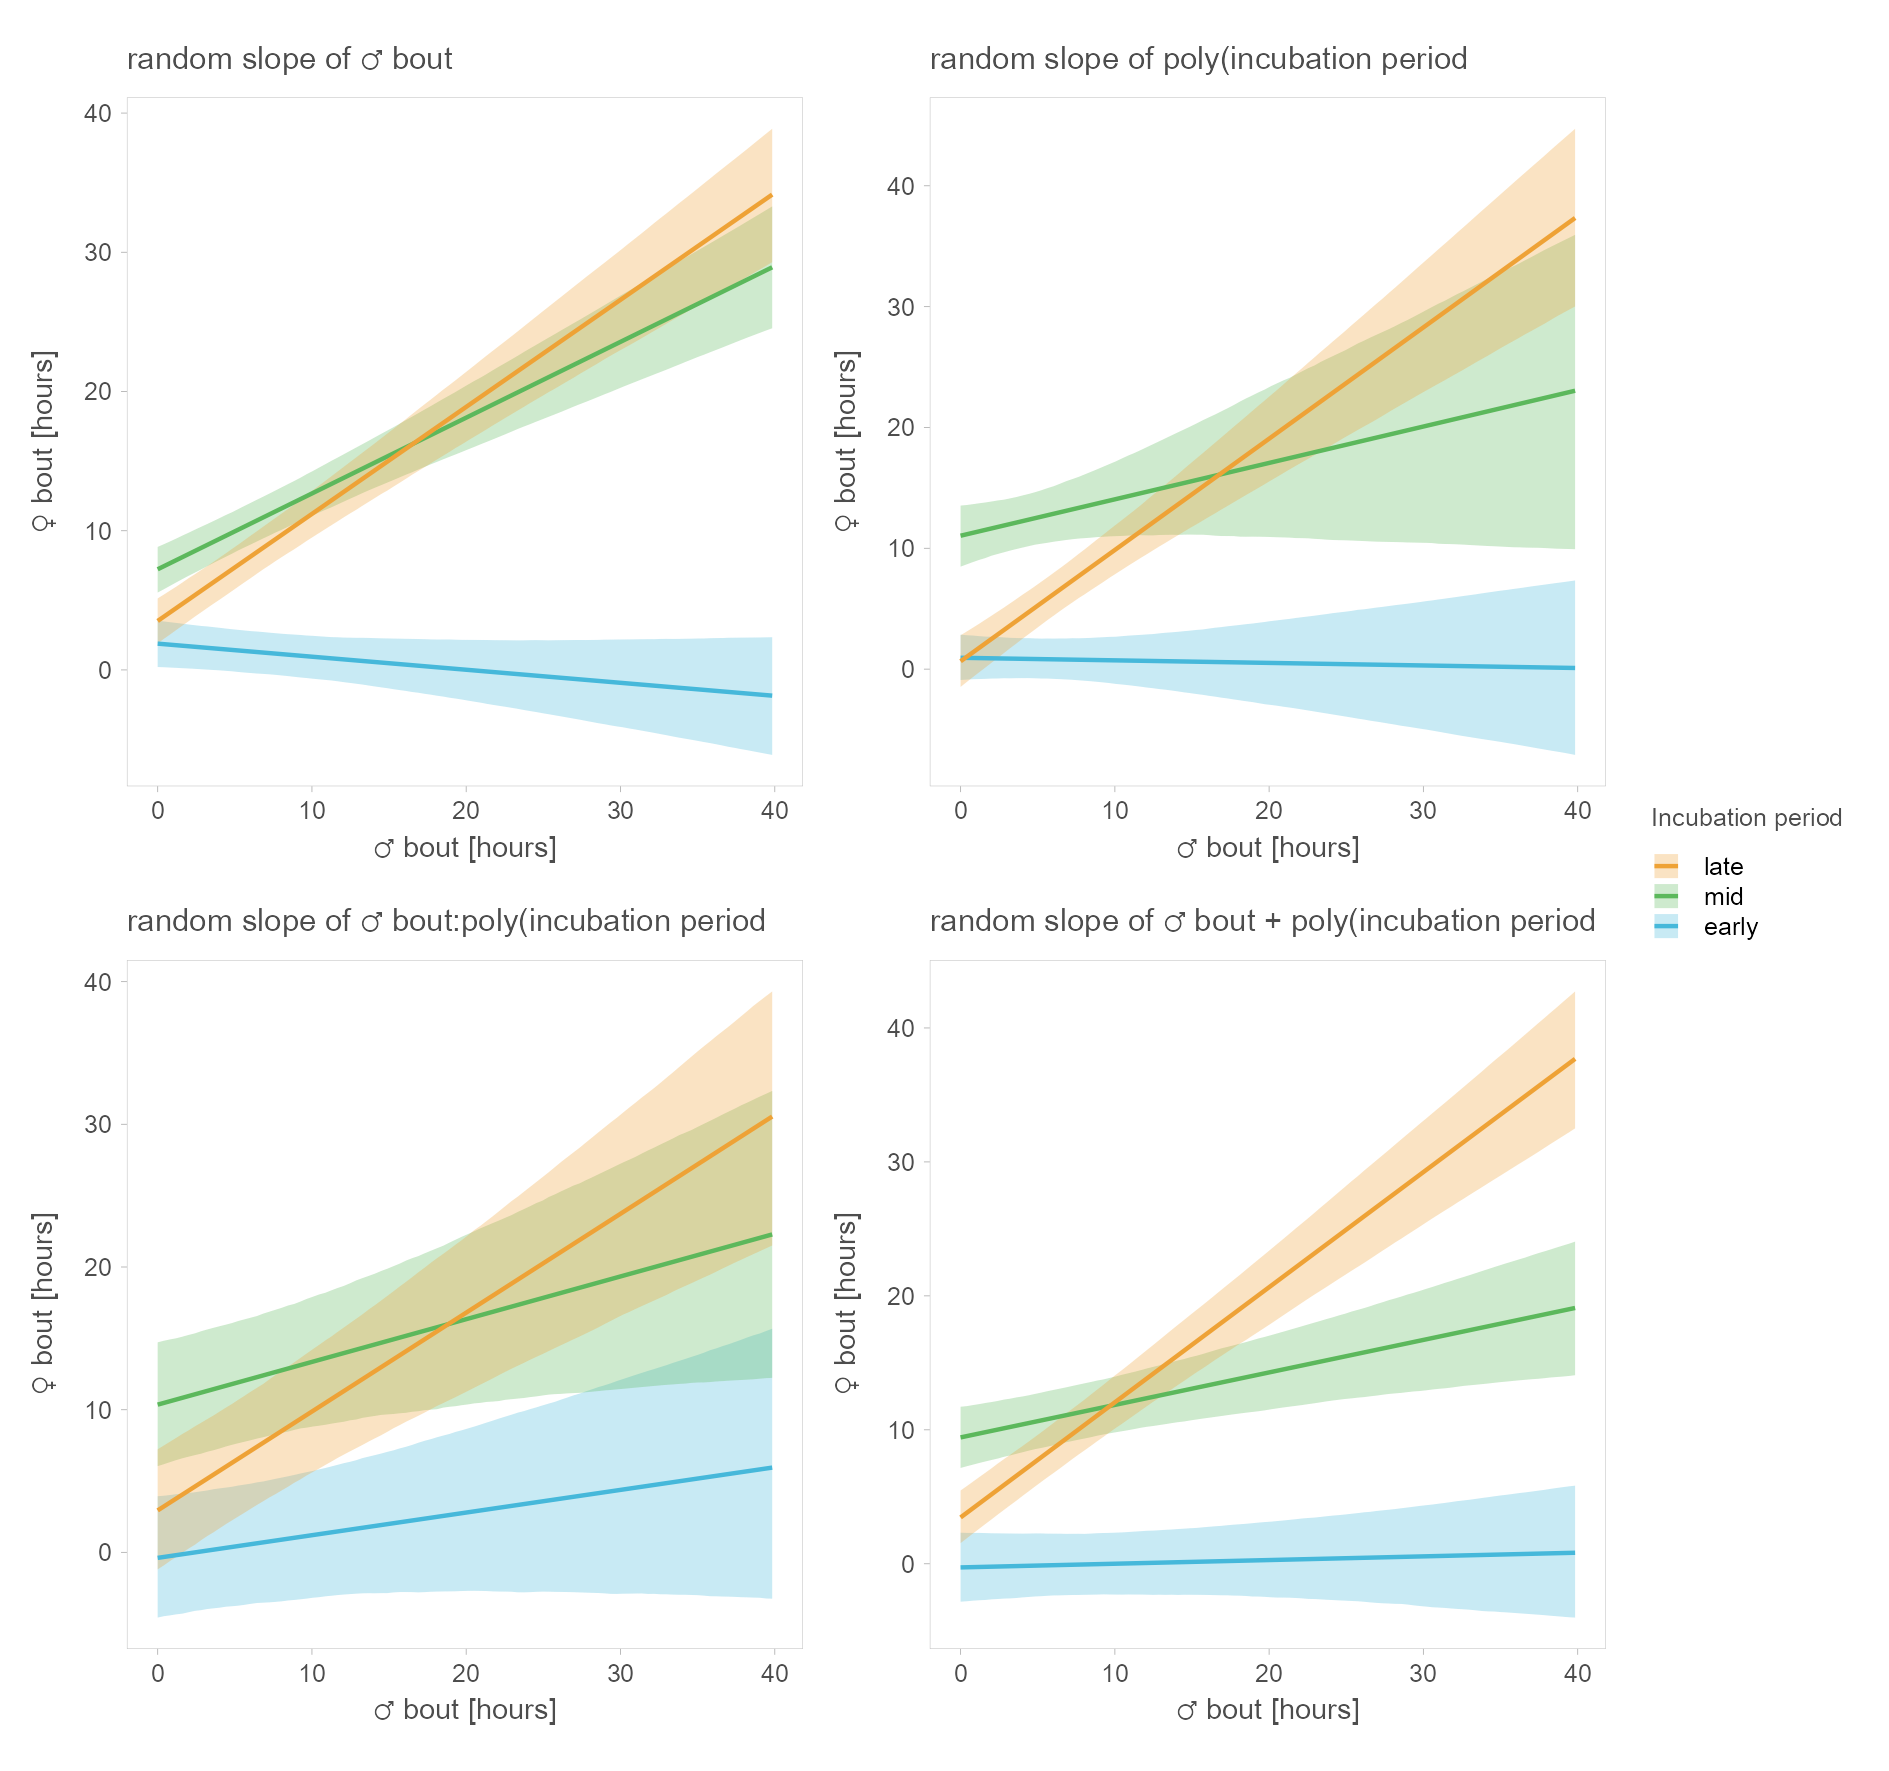 random slope of ♂ bout
random slope of poly(incubation period
40
30
20
10
0
♀ bout [hours]
0 10 20 30 40
♂ bout [hours]
40
30
20
10
0
♀ bout [hours]
0 10 20 30 40
♂ bout [hours]
Incubation period
late
mid
early
random slope of ♂ bout:poly(incubation period
random slope of ♂ bout + poly(incubation period
40
30
20
10
0
♀ bout [hours]
0 10 20 30 40
♂ bout [hours]
40
30
20
10
0
♀ bout [hours]
0 10 20 30 40
♂ bout [hours]